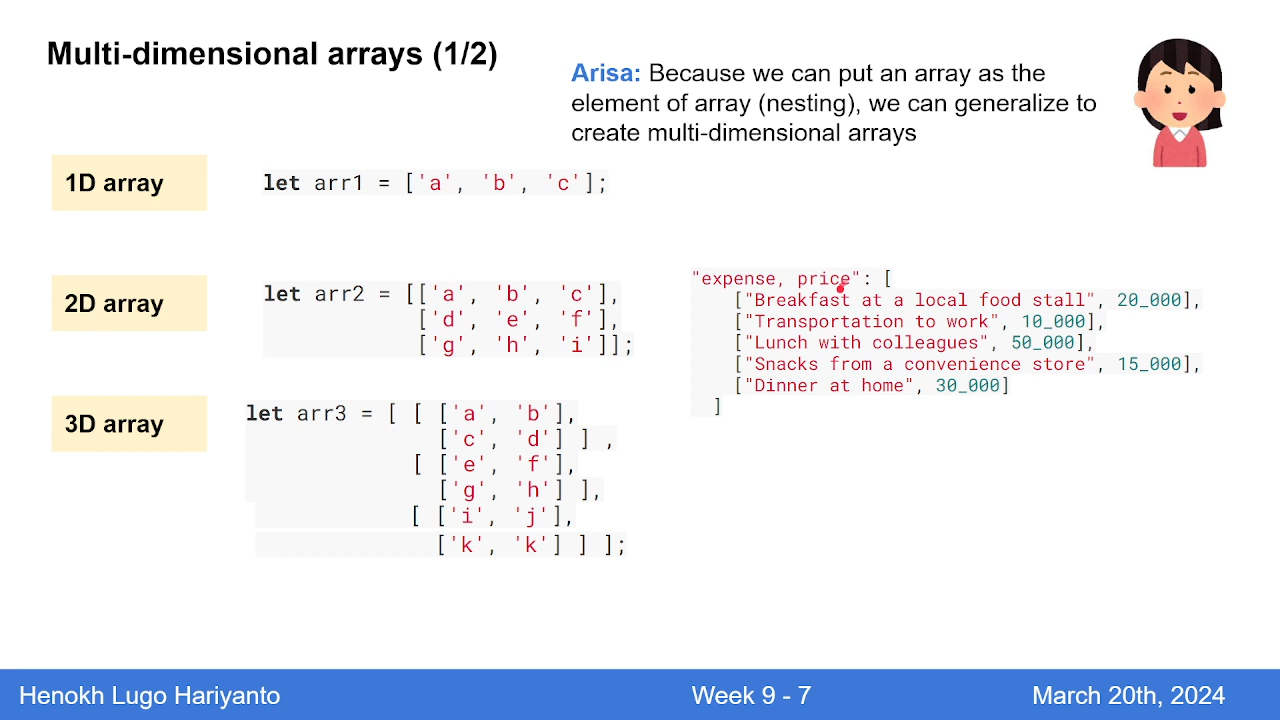 Multi-dimensional arrays (1/2)
Arisa: Because we can put an array as the
element of array (nesting), we can generalize to
create multi-dimensional arrays
1D array
let arr1 = ['a', 'b', 'c'];
2D array
let arr2 = [['a', 'b', 'c'],
['d', 'e', 'f'],
['g', 'h', 'i']];
"expense, price": [
["Breakfast at a local food stall", 20_000],
["Transportation to work", 10_000],
["Lunch with colleagues", 50_000],
["Snacks from a convenience store", 15_000],
["Dinner at home", 30_000]
]
3D array
let arr3 = [ [ ['a', 'b'],
['c', 'd'] ] ,
[ ['e', 'f'],
['g', 'h'] ],
[ ['i', 'j'],
['k', 'k'] ] ];
Henokh Lugo Hariyanto
Week 9 - 7
March 20th, 2024